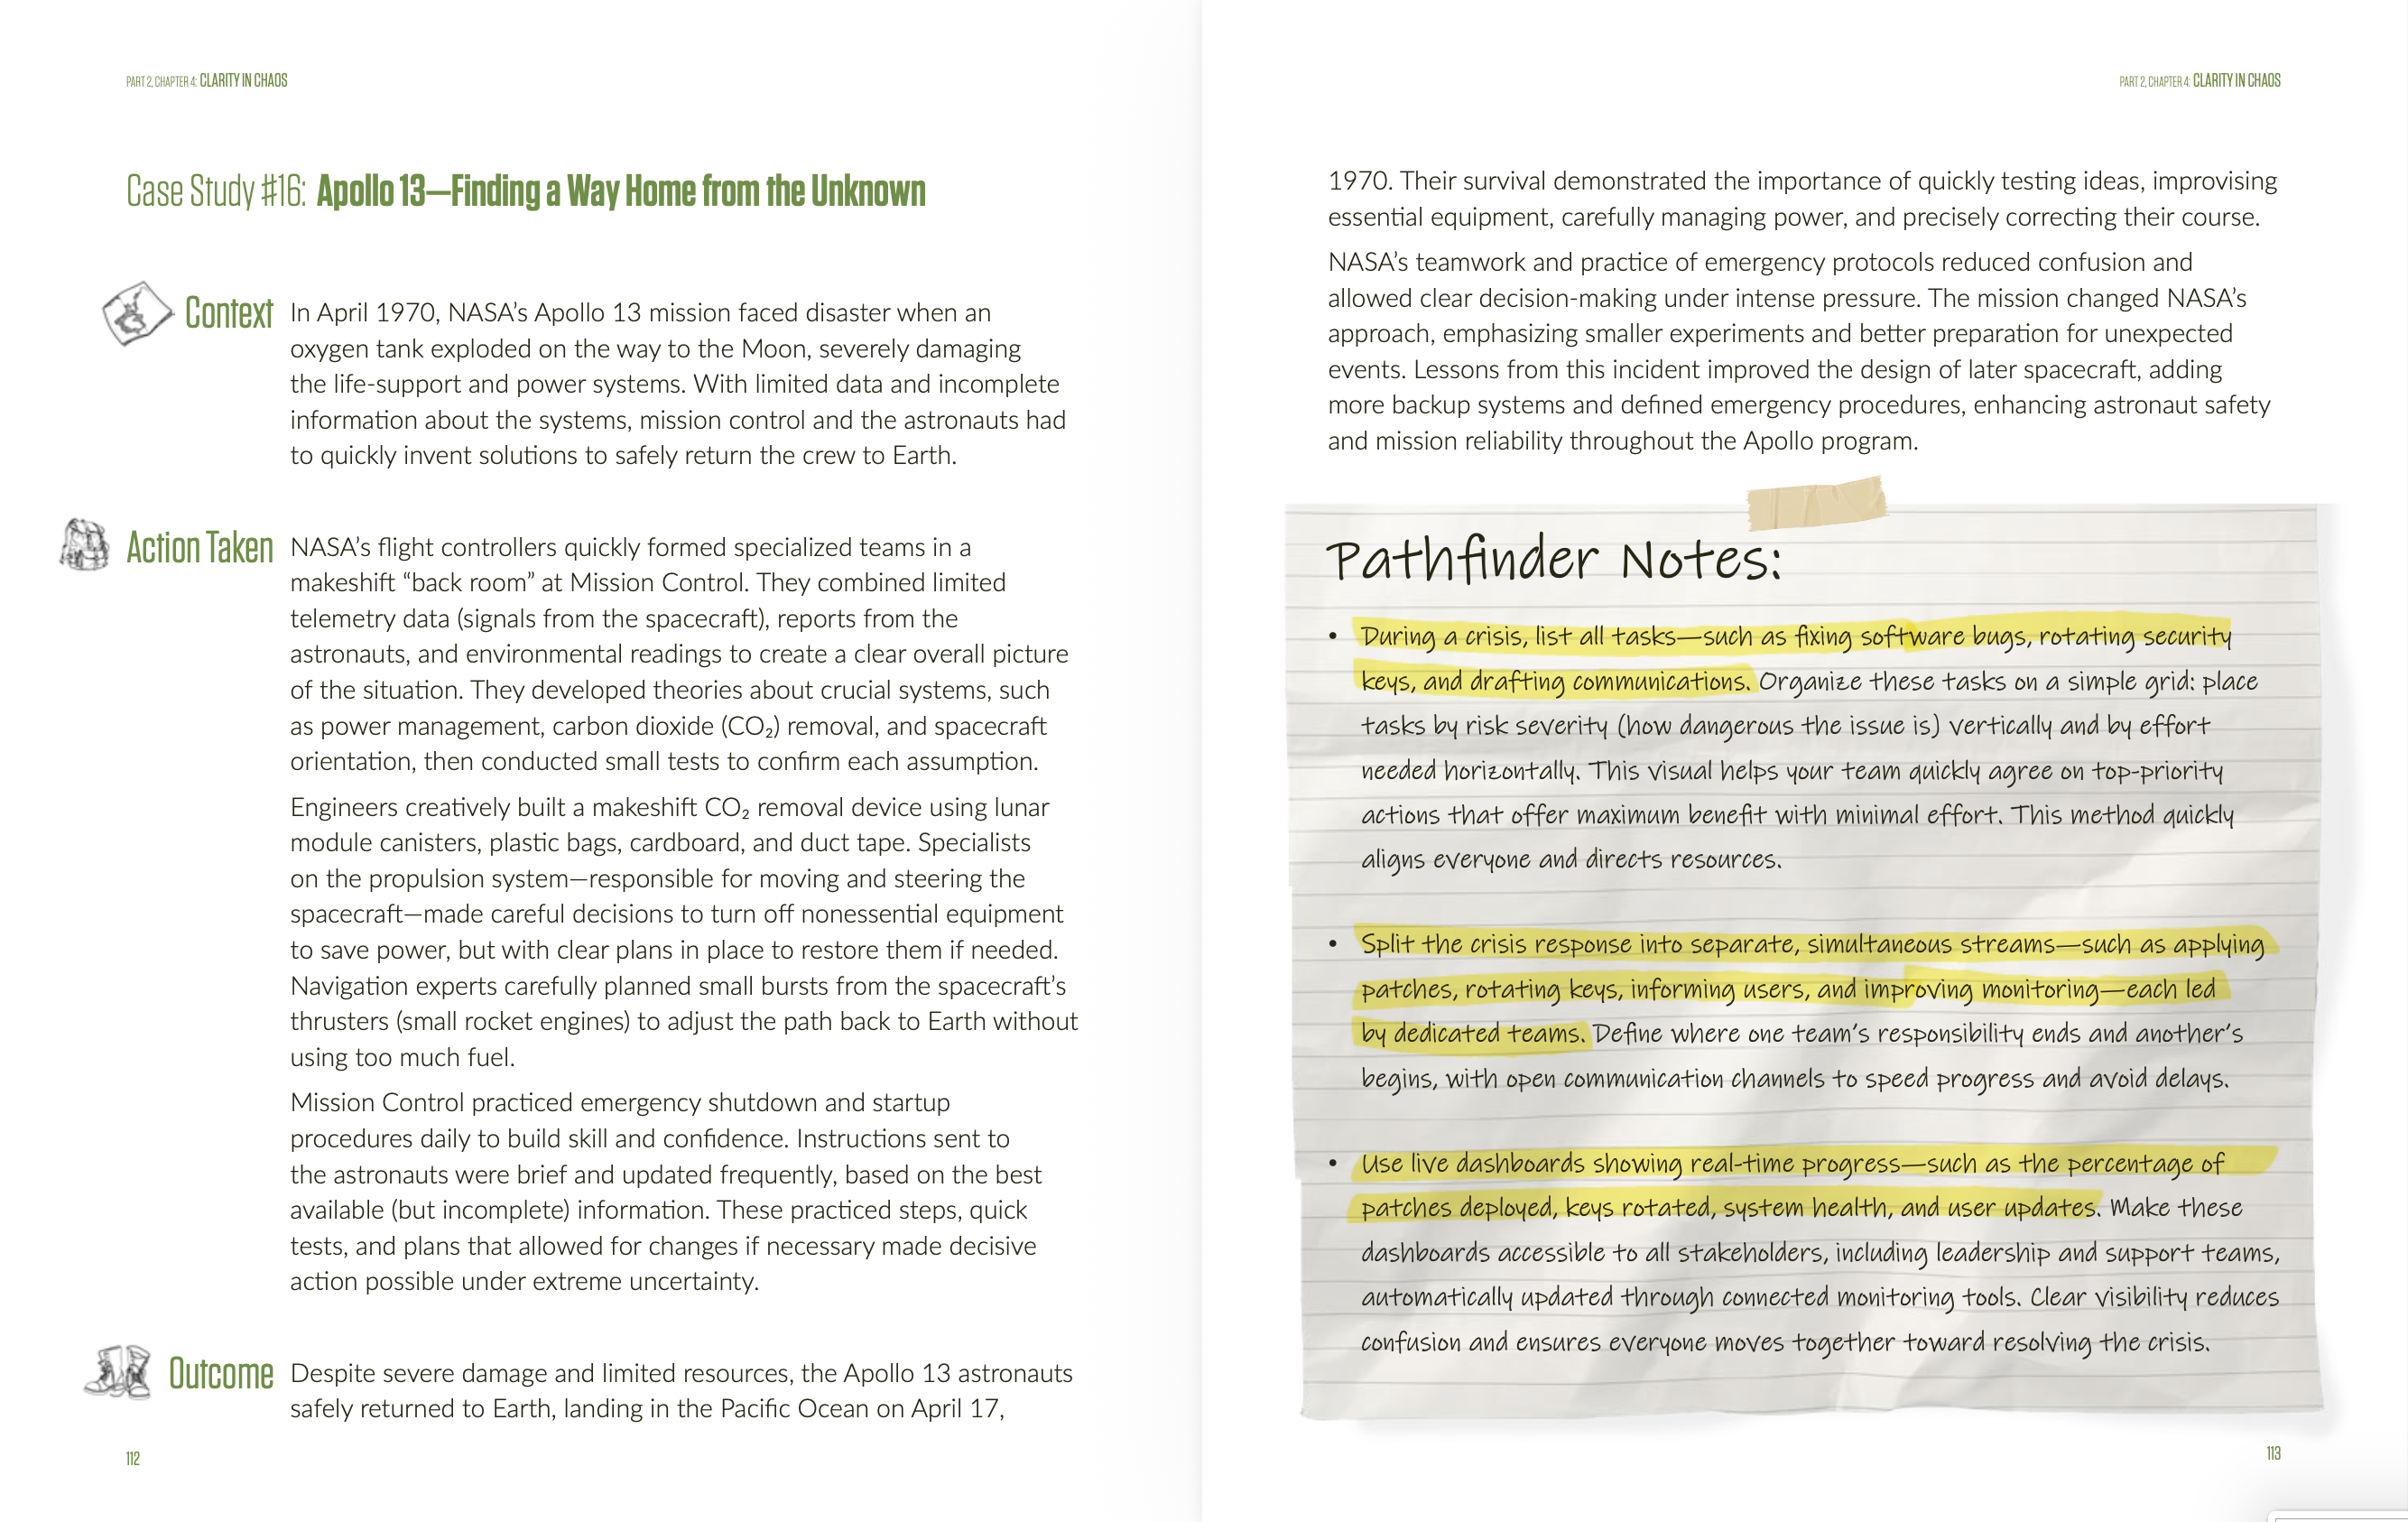 PART 2, CHAPTER 4: CLARITY IN CHAOS
Case Study #16: Apollo 13—Finding a Way Home from the Unknown
Context
In April 1970, NASA’s Apollo 13 mission faced disaster when an
oxygen tank exploded on the way to the Moon, severely damaging
the life-support and power systems. With limited data and incomplete
information about the systems, mission control and the astronauts had
to quickly invent solutions to safely return the crew to Earth.
Action Taken
NASA’s flight controllers quickly formed specialized teams in a
makeshift “back room” at Mission Control. They combined limited
telemetry data (signals from the spacecraft), reports from the
astronauts, and environmental readings to create a clear overall picture
of the situation. They developed theories about crucial systems, such
as power management, carbon dioxide (CO₂) removal, and spacecraft
orientation, then conducted small tests to confirm each assumption.
Engineers creatively built a makeshift CO₂ removal device using lunar
module canisters, plastic bags, cardboard, and duct tape. Specialists
on the propulsion system—responsible for moving and steering the
spacecraft—made careful decisions to turn off nonessential equipment
to save power, but with clear plans in place to restore them if needed.
Navigation experts carefully planned small bursts from the spacecraft’s
thrusters (small rocket engines) to adjust the path back to Earth without
using too much fuel.
Mission Control practiced emergency shutdown and startup
procedures daily to build skill and confidence. Instructions sent to
the astronauts were brief and updated frequently, based on the best
available (but incomplete) information. These practiced steps, quick
tests, and plans that allowed for changes if necessary made decisive
action possible under extreme uncertainty.
Outcome
Despite severe damage and limited resources, the Apollo 13 astronauts
safely returned to Earth, landing in the Pacific Ocean on April 17,
112
PART 2, CHAPTER 4: CLARITY IN CHAOS
1970. Their survival demonstrated the importance of quickly testing ideas, improvising
essential equipment, carefully managing power, and precisely correcting their course.
NASA’s teamwork and practice of emergency protocols reduced confusion and
allowed clear decision-making under intense pressure. The mission changed NASA’s
approach, emphasizing smaller experiments and better preparation for unexpected
events. Lessons from this incident improved the design of later spacecraft, adding
more backup systems and defined emergency procedures, enhancing astronaut safety
and mission reliability throughout the Apollo program.
Pathfinder Notes:
• During a crisis, list all tasks—such as fixing software bugs, rotating security
keys, and drafting communications. Organize these tasks on a simple grid: place
tasks by risk severity (how dangerous the issue is) vertically and by effort
needed horizontally. This visual helps your team quickly agree on top-priority
actions that offer maximum benefit with minimal effort. This method quickly
aligns everyone and directs resources.
• Split the crisis response into separate, simultaneous streams—such as applying
patches, rotating keys, informing users, and improving monitoring—each led
by dedicated teams. Define where one team’s responsibility ends and another’s
begins, with open communication channels to speed progress and avoid delays.
• Use live dashboards showing real-time progress—such as the percentage of
patches deployed, keys rotated, system health, and user updates. Make these
dashboards accessible to all stakeholders, including leadership and support teams,
automatically updated through connected monitoring tools. Clear visibility reduces
confusion and ensures everyone moves together toward resolving the crisis.
113